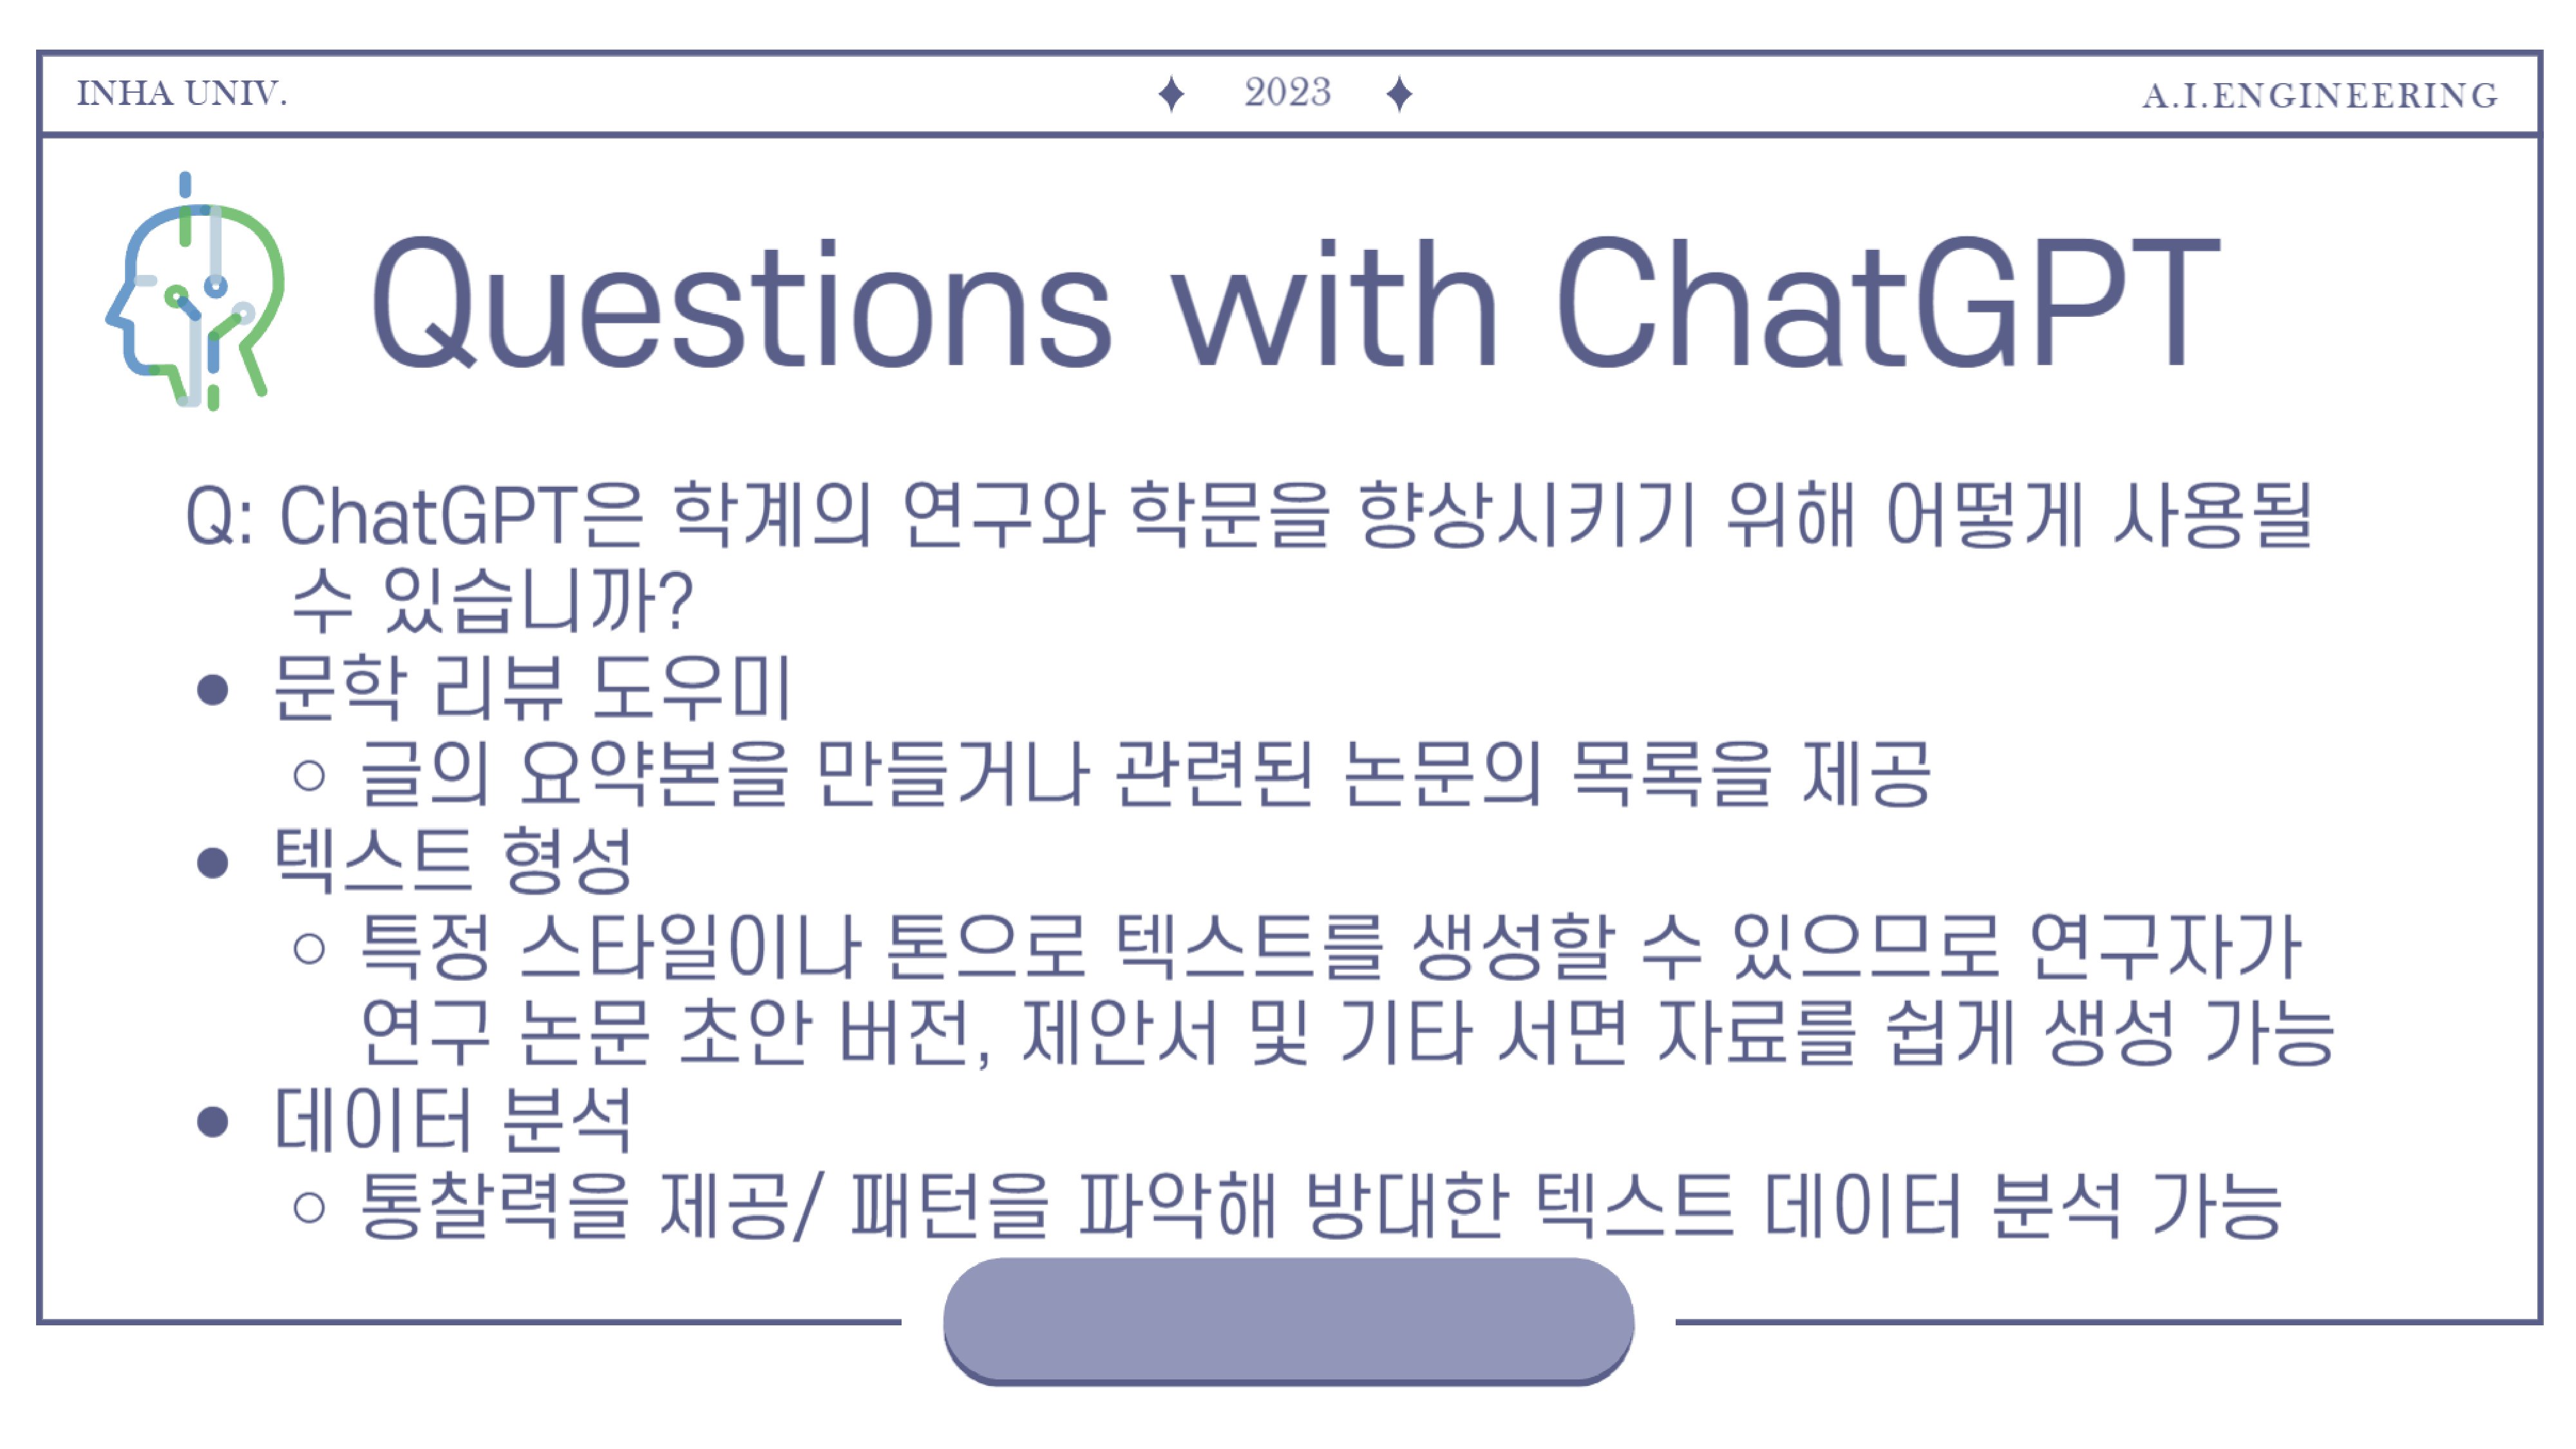 INHA UNIV.
2023
A.I.ENGINEERING
Questions with ChatGPT
Q: ChatGPT은 학계의 연구와 학문을 향상시키기 위해 어떻게 사용될
수 있습니까?
• 문학 리뷰 도우미
○ 글의 요약본을 만들거나 관련된 논문의 목록을 제공
• 텍스트 형성
○ 특정 스타일이나 톤으로 텍스트를 생성할 수 있으므로 연구자가
연구 논문 초안 버전, 제안서 및 기타 서면 자료를 쉽게 생성 가능
• 데이터 분석
○ 통찰력을 제공/ 패턴을 파악해 방대한 텍스트 데이터 분석 가능